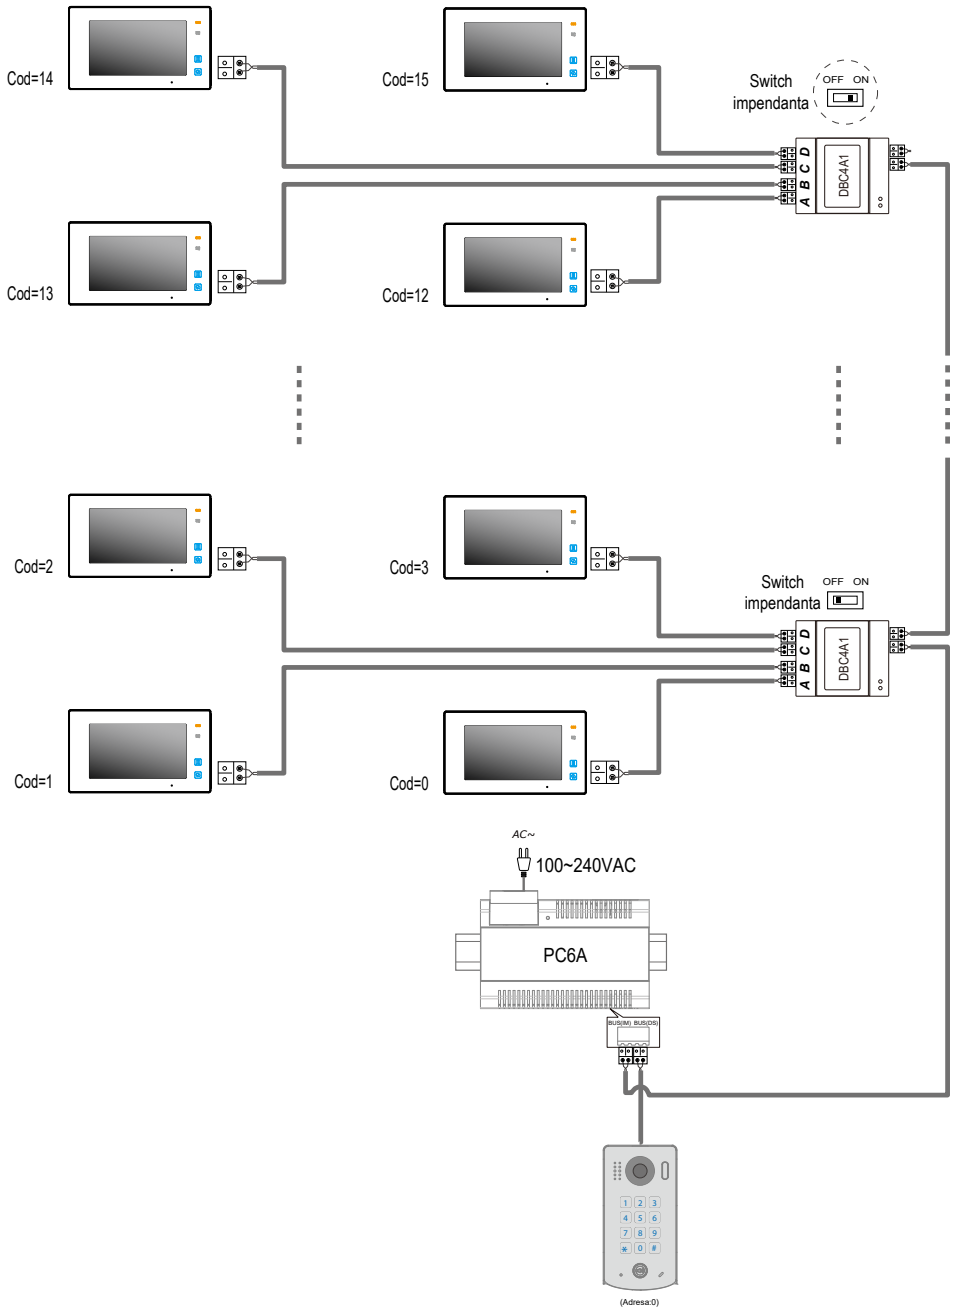 Cod=14
Cod=15
Switch
impendanta
OFF ON
D
C
B
A
DBC4A1
Cod=13
Cod=12
Cod=2
Cod=3
Switch
impendanta
OFF ON
D
C
B
A
DBC4A1
Cod=1
Cod=0
AC~
100~240VAC
PC6A
BUS(IM) BUS(DS)
1 2 3
4 5 6
7 8 9
* 0 #
(Adresa:0)